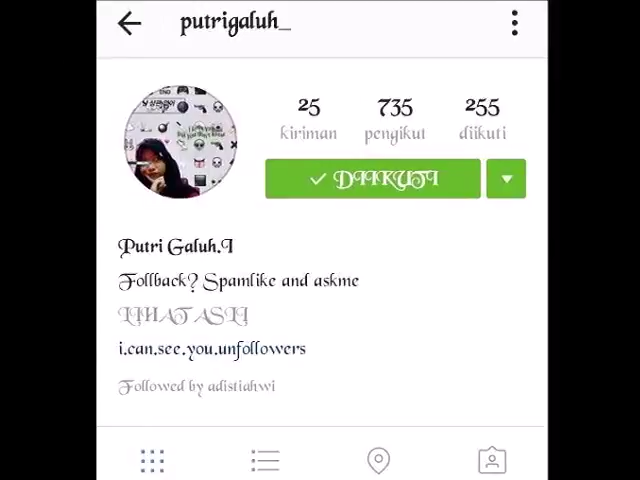 putrigaluh_
25 735 255
kiriman pengikut diikuti
DIIKUTI
Putri Galuh.I
Follback? Spamlike and askme
LIHAT ASLI
i.can.see.you.unfollowers
Followed by adistiahwi